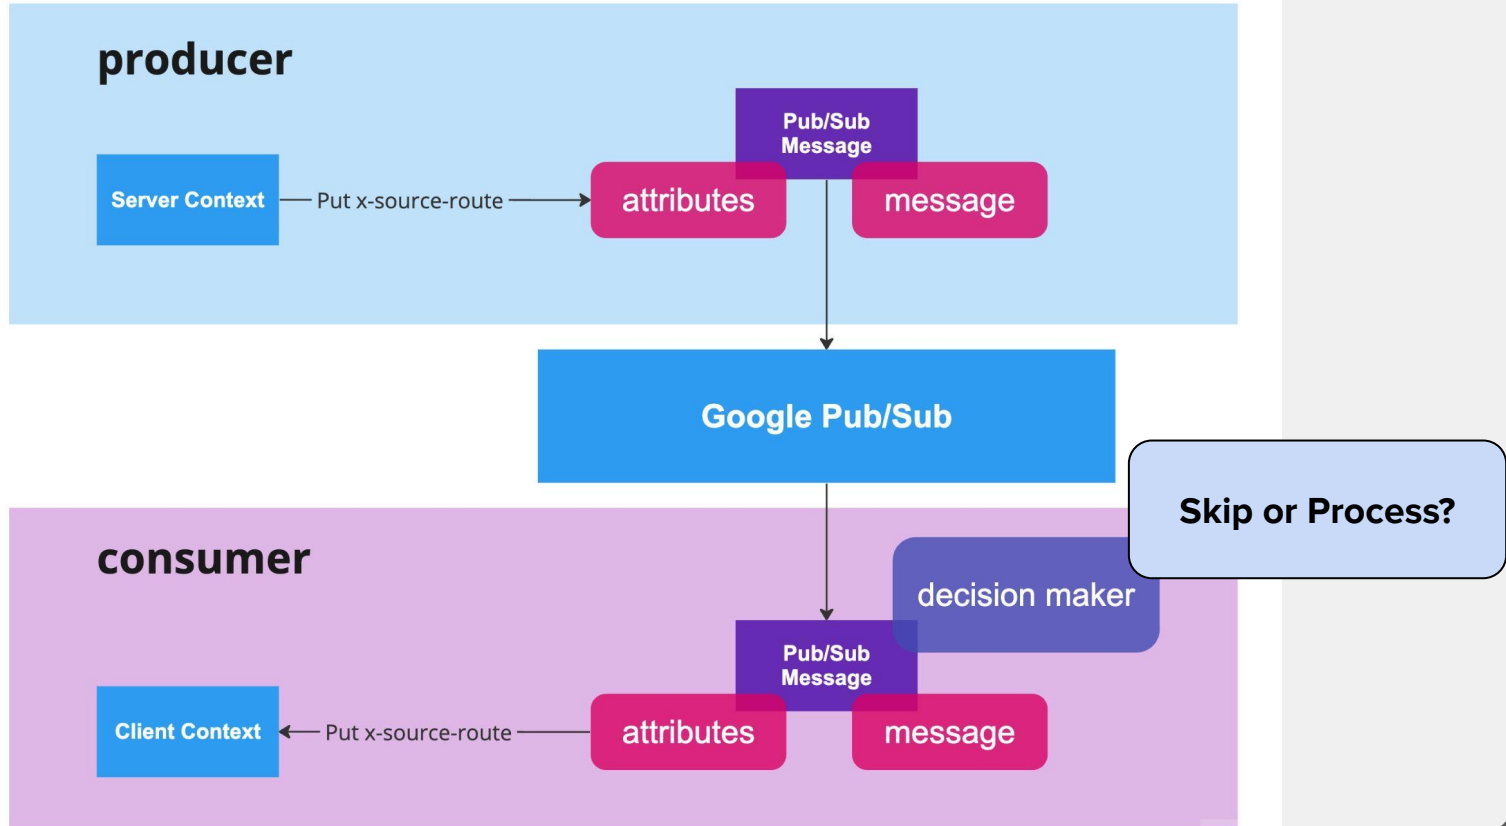 producer
Pub/Sub
Message
Server Context
Put x-source-route
attributes
message
Google Pub/Sub
Skip or Process?
consumer
decision maker
Pub/Sub
Message
Client Context
Put x-source-route
attributes
message